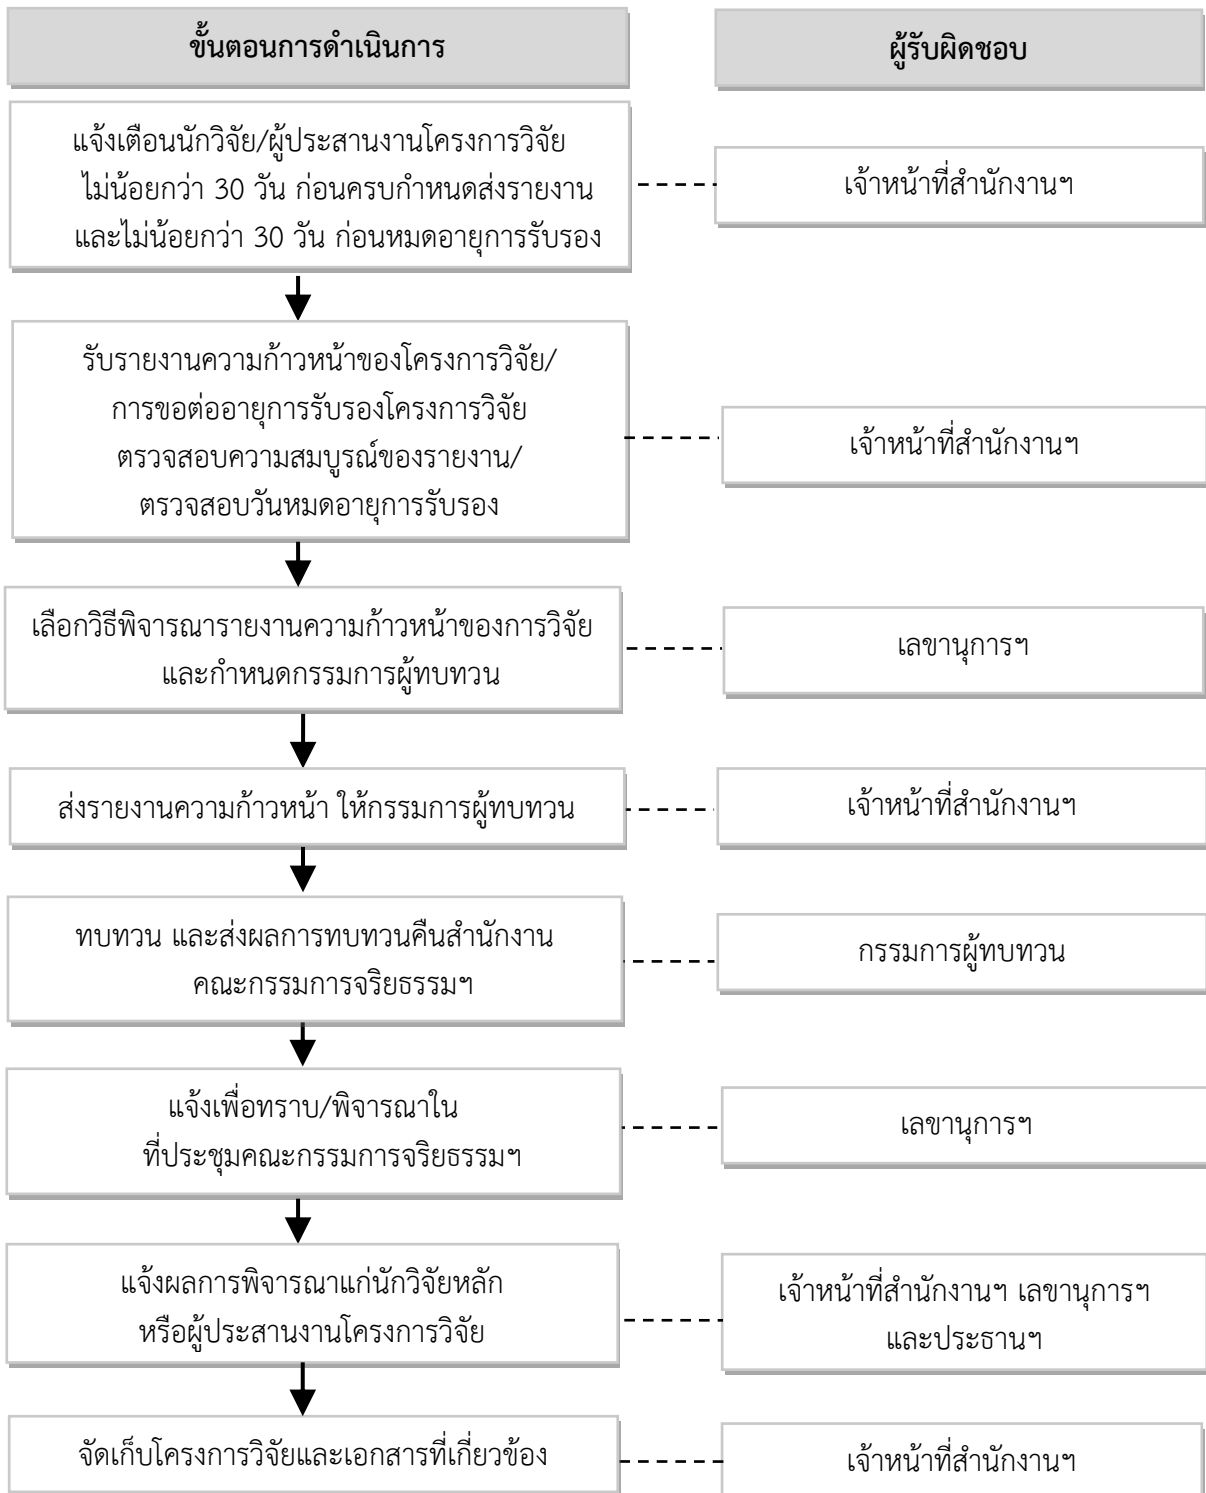 ขั้นตอนการดำเนินการ
ผู้รับผิดชอบ
แจ้งเตือนนักวิจัย/ผู้ประสานงานโครงการวิจัย
ไม่น้อยกว่า 30 วัน ก่อนครบกำหนดส่งรายงาน
และไม่น้อยกว่า 30 วัน ก่อนหมดอายุการรับรอง
เจ้าหน้าที่สำนักงานฯ
รับรายงานความก้าวหน้าของโครงการวิจัย/
การขอต่ออายุการรับรองโครงการวิจัย
ตรวจสอบความสมบูรณ์ของรายงาน/
ตรวจสอบวันหมดอายุการรับรอง
เจ้าหน้าที่สำนักงานฯ
เลือกวิธีพิจารณารายงานความก้าวหน้าของการวิจัย
และกำหนดกรรมการผู้ทบทวน
เลขานุการฯ
ส่งรายงานความก้าวหน้า ให้กรรมการผู้ทบทวน
เจ้าหน้าที่สำนักงานฯ
ทบทวน และส่งผลการทบทวนคืนสำนักงาน
คณะกรรมการจริยธรรมฯ
กรรมการผู้ทบทวน
แจ้งเพื่อทราบ/พิจารณาใน
ที่ประชุมคณะกรรมการจริยธรรมฯ
เลขานุการฯ
แจ้งผลการพิจารณาแก่นักวิจัยหลัก
หรือผู้ประสานงานโครงการวิจัย
เจ้าหน้าที่สำนักงานฯ เลขานุการฯ
และประธานฯ
จัดเก็บโครงการวิจัยและเอกสารที่เกี่ยวข้อง
เจ้าหน้าที่สำนักงานฯ